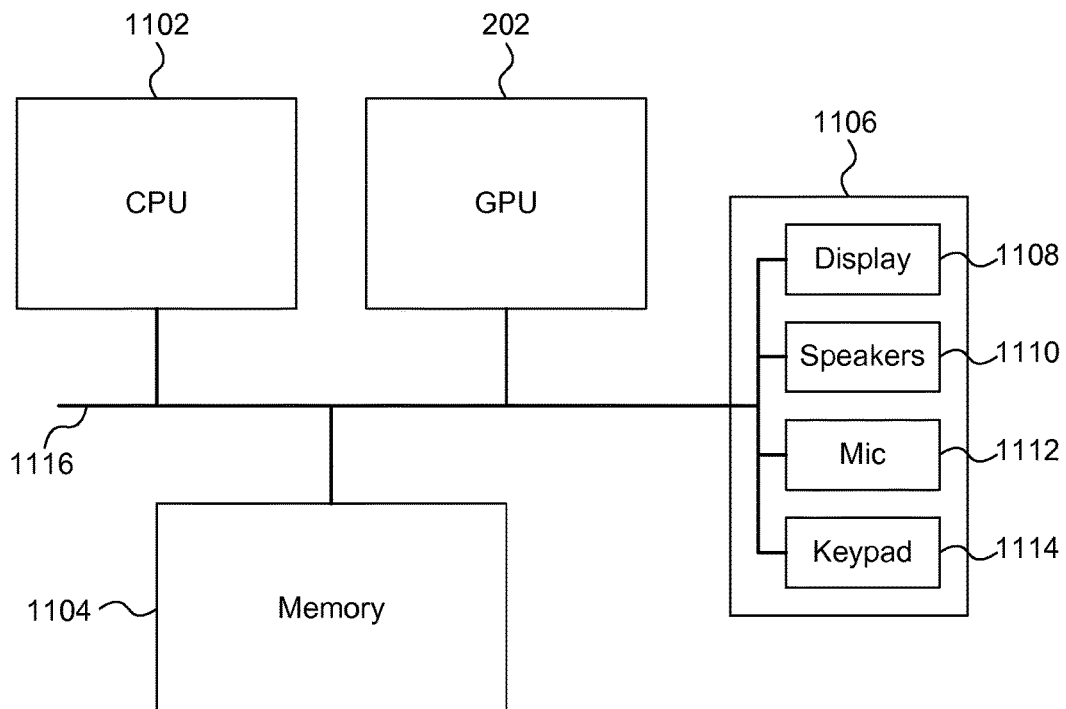 1102
202
1106
CPU
GPU
Display
1108
Speakers
1110
1116
Mic
1112
Keypad
1114
1104
Memory